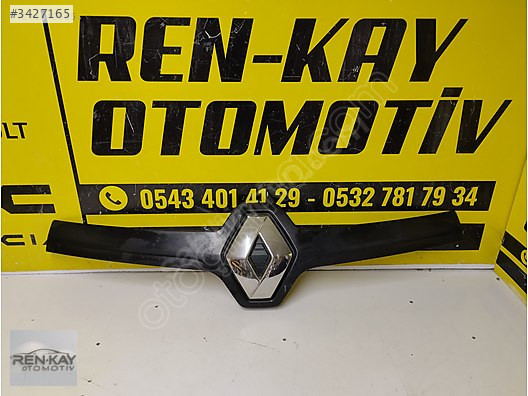 #3427165
REN-KAY
OTOMOTİV
0543 401 41 29 - 0532 781 79 34
REN-KAY
OTOMOTİV